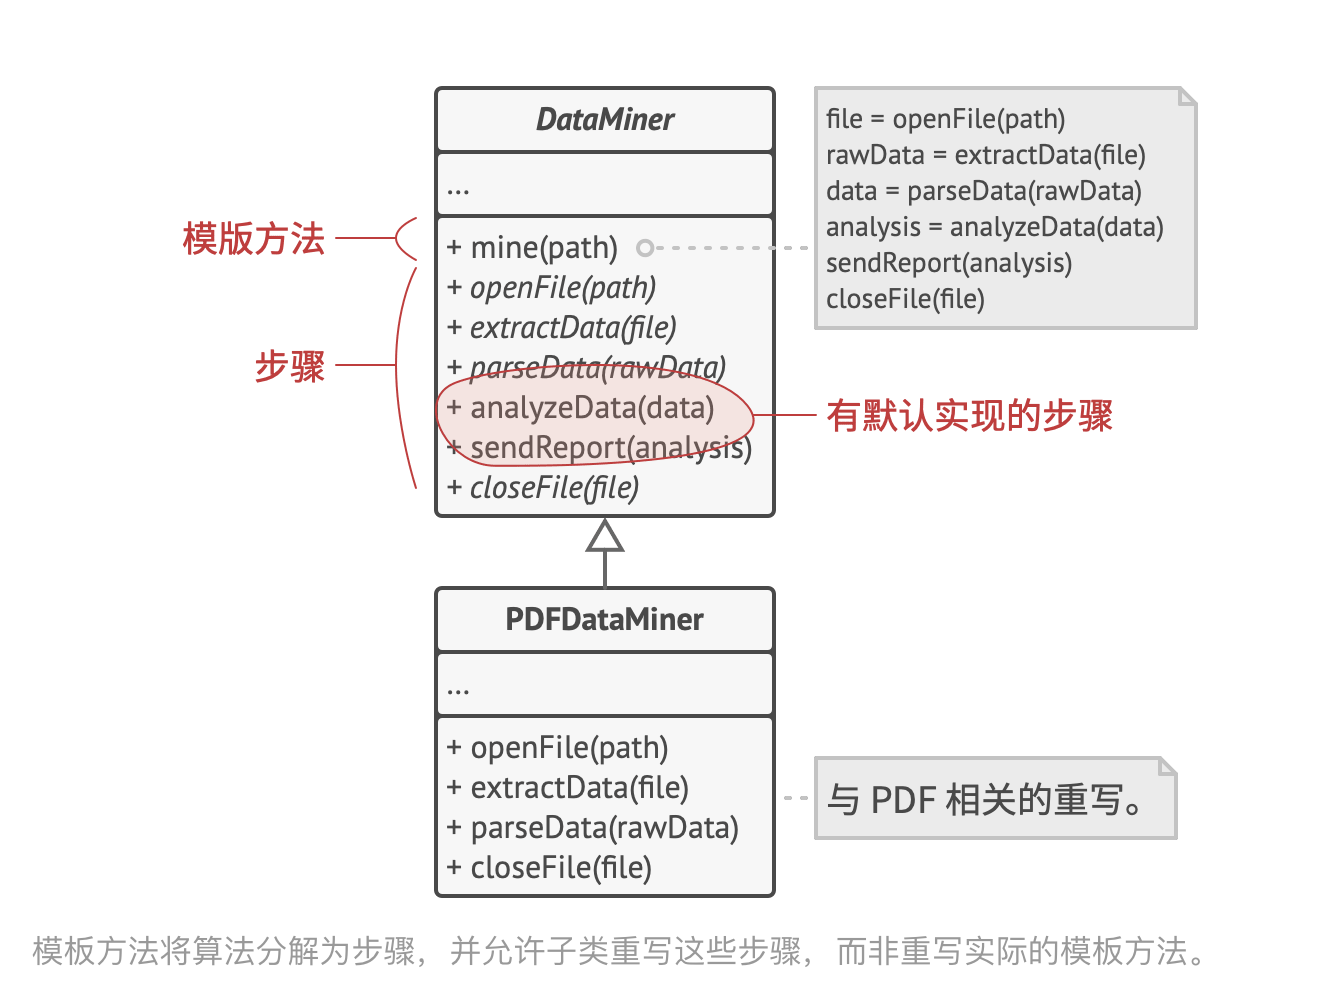 DataMiner
...
模版方法
+ mine(path)
+ openFile(path)
+ extractData(file)
+ parseData(rawData)
+ analyzeData(data)
+ sendReport(analysis)
+ closeFile(file)
步骤
有默认实现的步骤
file = openFile(path)
rawData = extractData(file)
data = parseData(rawData)
analysis = analyzeData(data)
sendReport(analysis)
closeFile(file)
PDFDataMiner
...
+ openFile(path)
+ extractData(file)
+ parseData(rawData)
+ closeFile(file)
与 PDF 相关的重写。
模板方法将算法分解为步骤，并允许子类重写这些步骤，而非重写实际的模板方法。